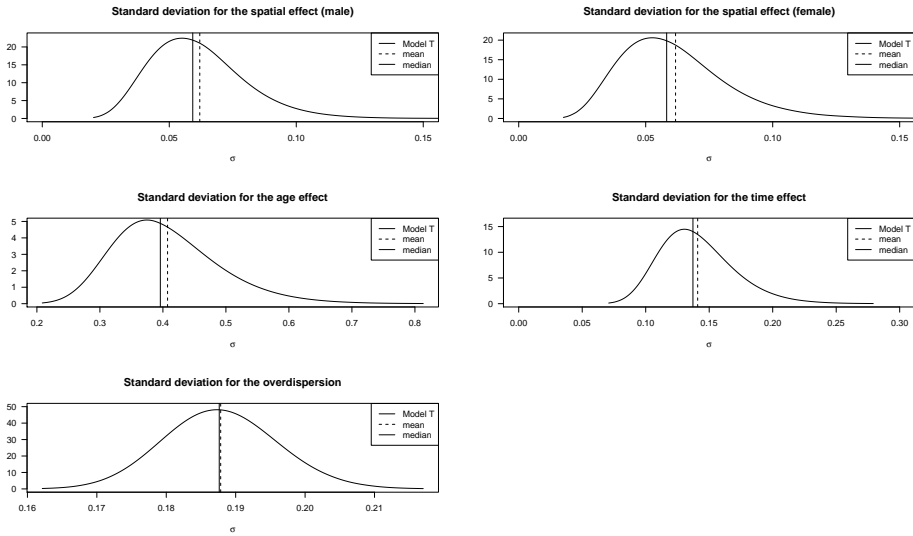 Standard deviation for the spatial effect (male)
20
15
10
5
0
Model T
mean
median
0.00 0.05 0.10 0.15
σ
Standard deviation for the spatial effect (female)
20
15
10
5
0
Model T
mean
median
0.00 0.05 0.10 0.15
σ
Standard deviation for the age effect
5
4
3
2
1
0
Model T
mean
median
0.2 0.3 0.4 0.5 0.6 0.7 0.8
σ
Standard deviation for the time effect
15
10
5
0
Model T
mean
median
0.00 0.05 0.10 0.15 0.20 0.25 0.30
σ
Standard deviation for the overdispersion
50
40
30
20
10
0
Model T
mean
median
0.16 0.17 0.18 0.19 0.20 0.21
σ